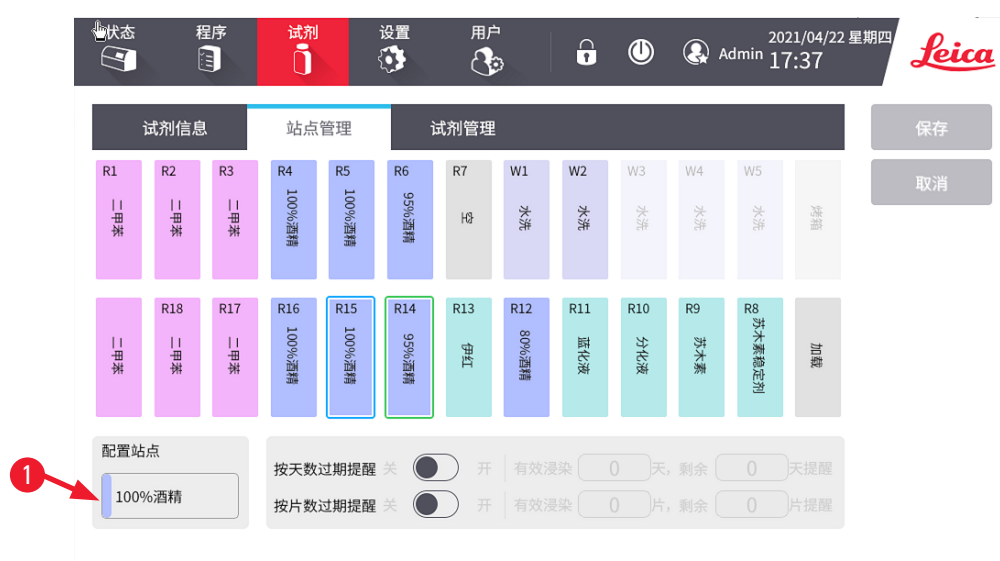 状态 程序 试剂 设置 用户
Admin 2021/04/22 星期四
17:37
Leica
试剂信息 站点管理 试剂管理 保存
取消
R1 R2 R3 R4 R5 R6 R7 W1 W2 W3 W4 W5
二甲苯 二甲苯 二甲苯 100%酒精 100%酒精 95%酒精 空 水洗 水洗 水洗 水洗 水洗 烤箱
R18 R17 R16 R15 R14 R13 R12 R11 R10 R9 R8
二甲苯 二甲苯 二甲苯 100%酒精 100%酒精 95%酒精 伊红 80%酒精 蓝化液 分化液 苏木素 苏木素稳定剂 加载
配置站点
1
100%酒精
按天数过期提醒 关 开 有效浸染 0 天，剩余 0 天提醒
按片数过期提醒 关 开 有效浸染 0 片，剩余 0 片提醒